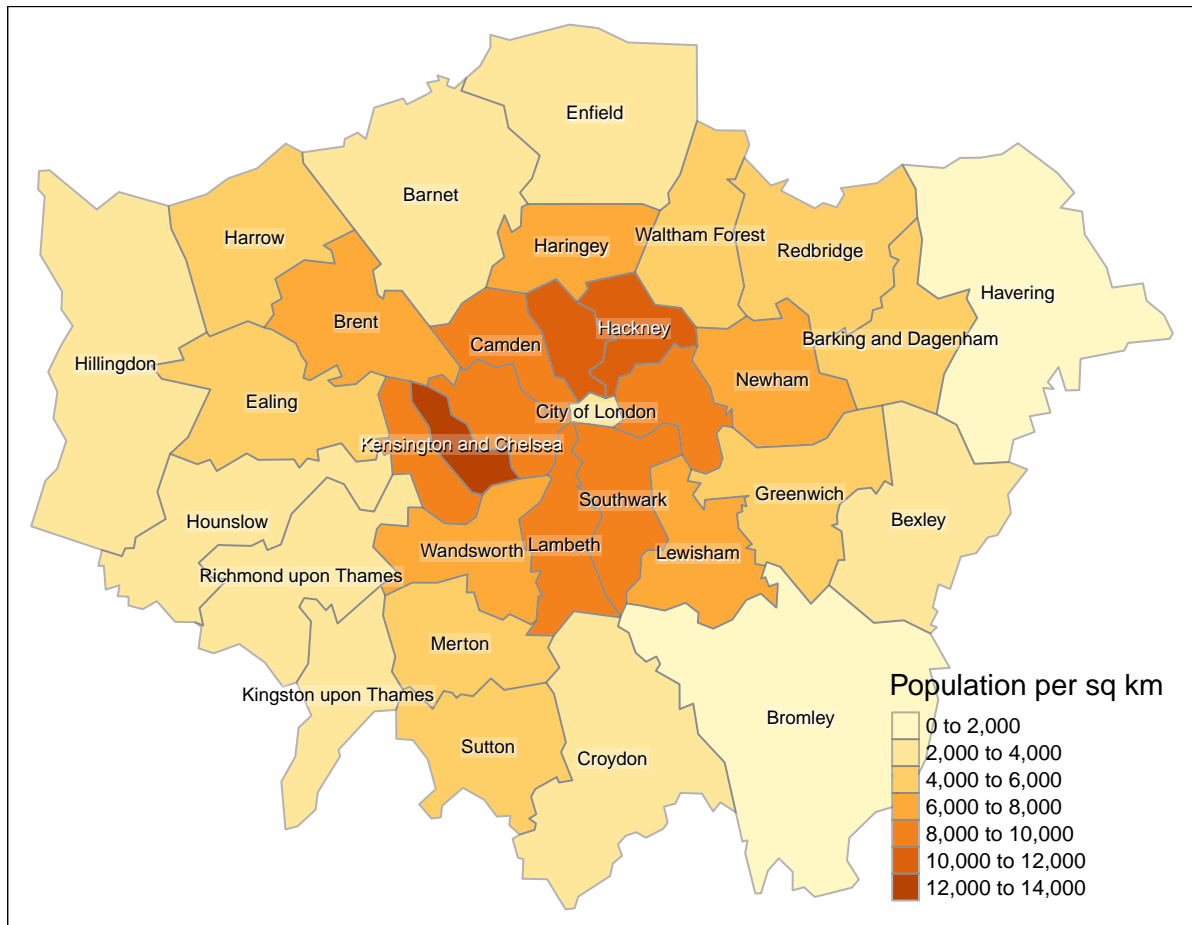 Enfield
Barnet
Harrow
Haringey
Waltham Forest
Redbridge
Havering
Brent
Camden
Hackney
Barking and Dagenham
Hillingdon
Newham
Ealing
City of London
Kensington and Chelsea
Southwark
Greenwich
Hounslow
Bexley
Wandsworth
Lambeth
Lewisham
Richmond upon Thames
Merton
Kingston upon Thames
Bromley
Sutton
Croydon
Population per sq km
0 to 2,000
2,000 to 4,000
4,000 to 6,000
6,000 to 8,000
8,000 to 10,000
10,000 to 12,000
12,000 to 14,000